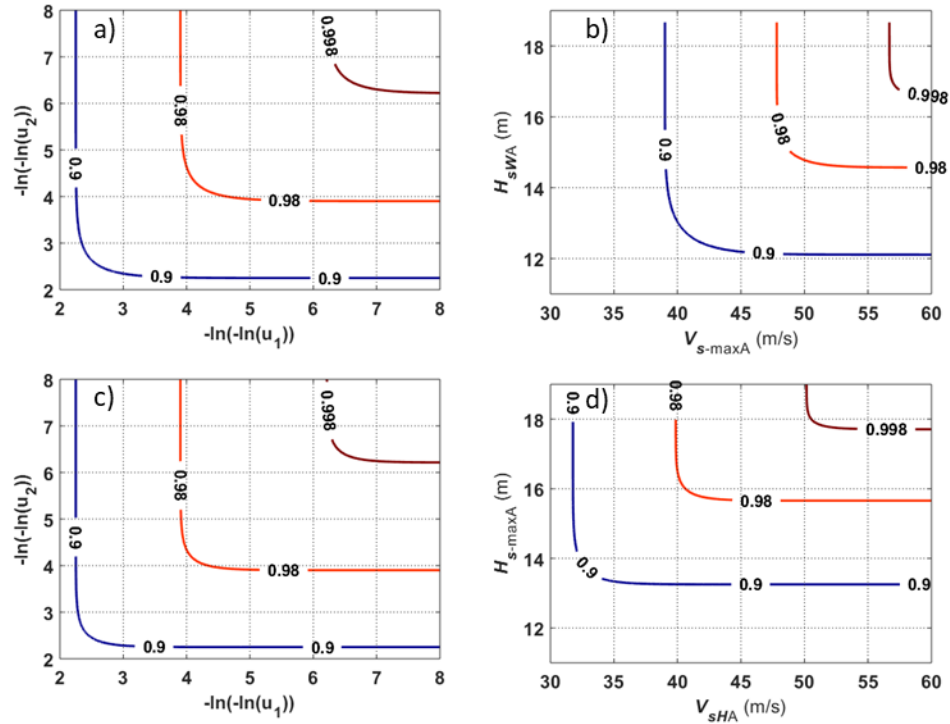 a)
8
7
6
5
4
3
2
-ln(-ln(u2))
0.9
0.98
0.998
0.98
0.9
0.9
2 3 4 5 6 7 8
-ln(-ln(u1))
b)
18
16
14
12
HsWA (m)
0.9
0.98
0.998
0.98
0.9
30 35 40 45 50 55 60
Vs-maxA (m/s)
c)
8
7
6
5
4
3
2
-ln(-ln(u2))
0.998
0.98
0.9
0.98
0.9
0.9
2 3 4 5 6 7 8
-ln(-ln(u1))
d)
18
16
14
12
Hs-maxA (m)
0.9
0.98
0.998
0.98
0.9
0.9
0.9
30 35 40 45 50 55 60
VsHA (m/s)